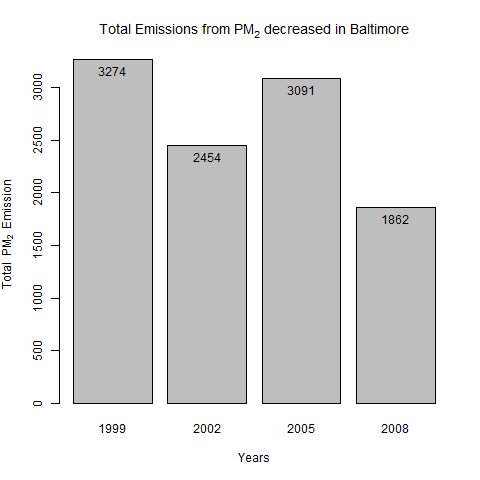 Total Emissions from PM₂ decreased in Baltimore
Total PM₂ Emission
3000
2500
2000
1500
1000
500
0
3274
2454
3091
1862
1999 2002 2005 2008
Years